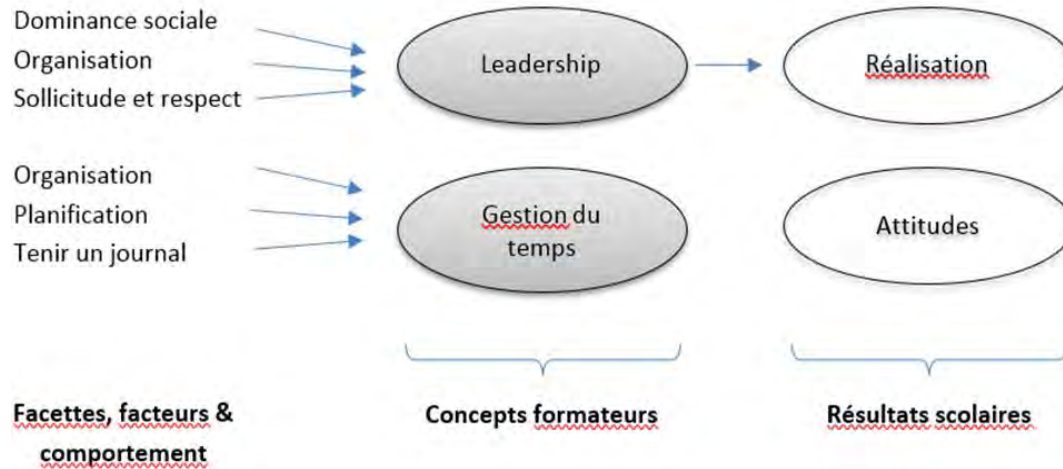 Dominance sociale
Organisation
Sollicitude et respect
Leadership
Réalisation
Organisation
Planification
Tenir un journal
Gestion du
temps
Attitudes
Facettes, facteurs &
comportement
Concepts formateurs
Résultats scolaires